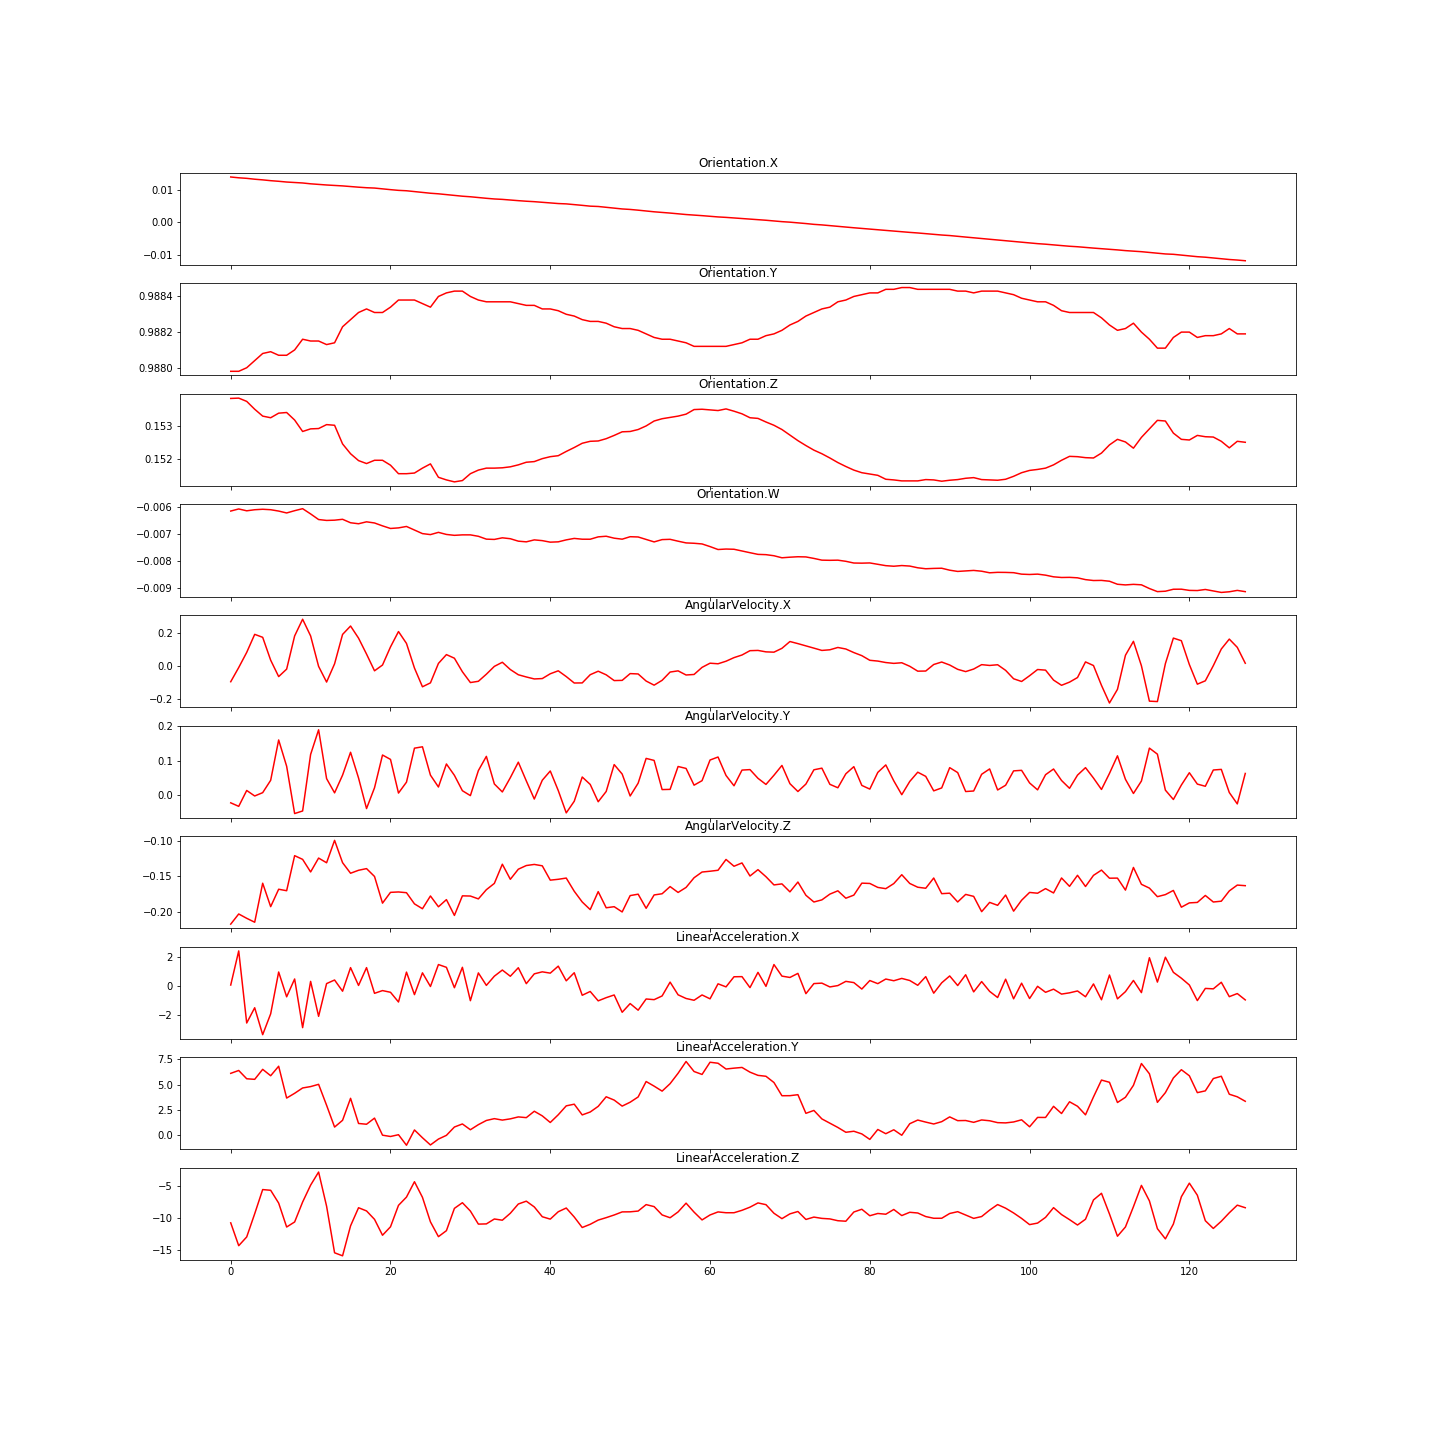 Orientation.X
0.01
0.00
−0.01
Orientation.Y
0.9884
0.9882
0.9880
Orientation.Z
0.153
0.152
Orientation.W
−0.006
−0.007
−0.008
−0.009
AngularVelocity.X
0.2
0.0
−0.2
AngularVelocity.Y
0.2
0.1
0.0
AngularVelocity.Z
−0.10
−0.15
−0.20
LinearAcceleration.X
2
0
−2
LinearAcceleration.Y
7.5
5.0
2.5
0.0
LinearAcceleration.Z
−5
−10
−15
0 20 40 60 80 100 120